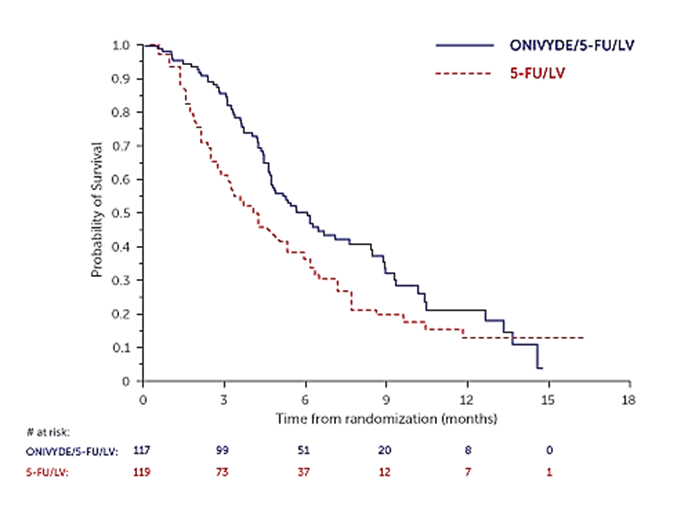 ONIVYDE/5-FU/LV
5-FU/LV
Probability of Survival
1.0
0.9
0.8
0.7
0.6
0.5
0.4
0.3
0.2
0.1
0
0 3 6 9 12 15 18
Time from randomization (months)
# at risk:
ONIVYDE/5-FU/LV: 117 99 51 20 8 0
5-FU/LV: 119 73 37 12 7 1